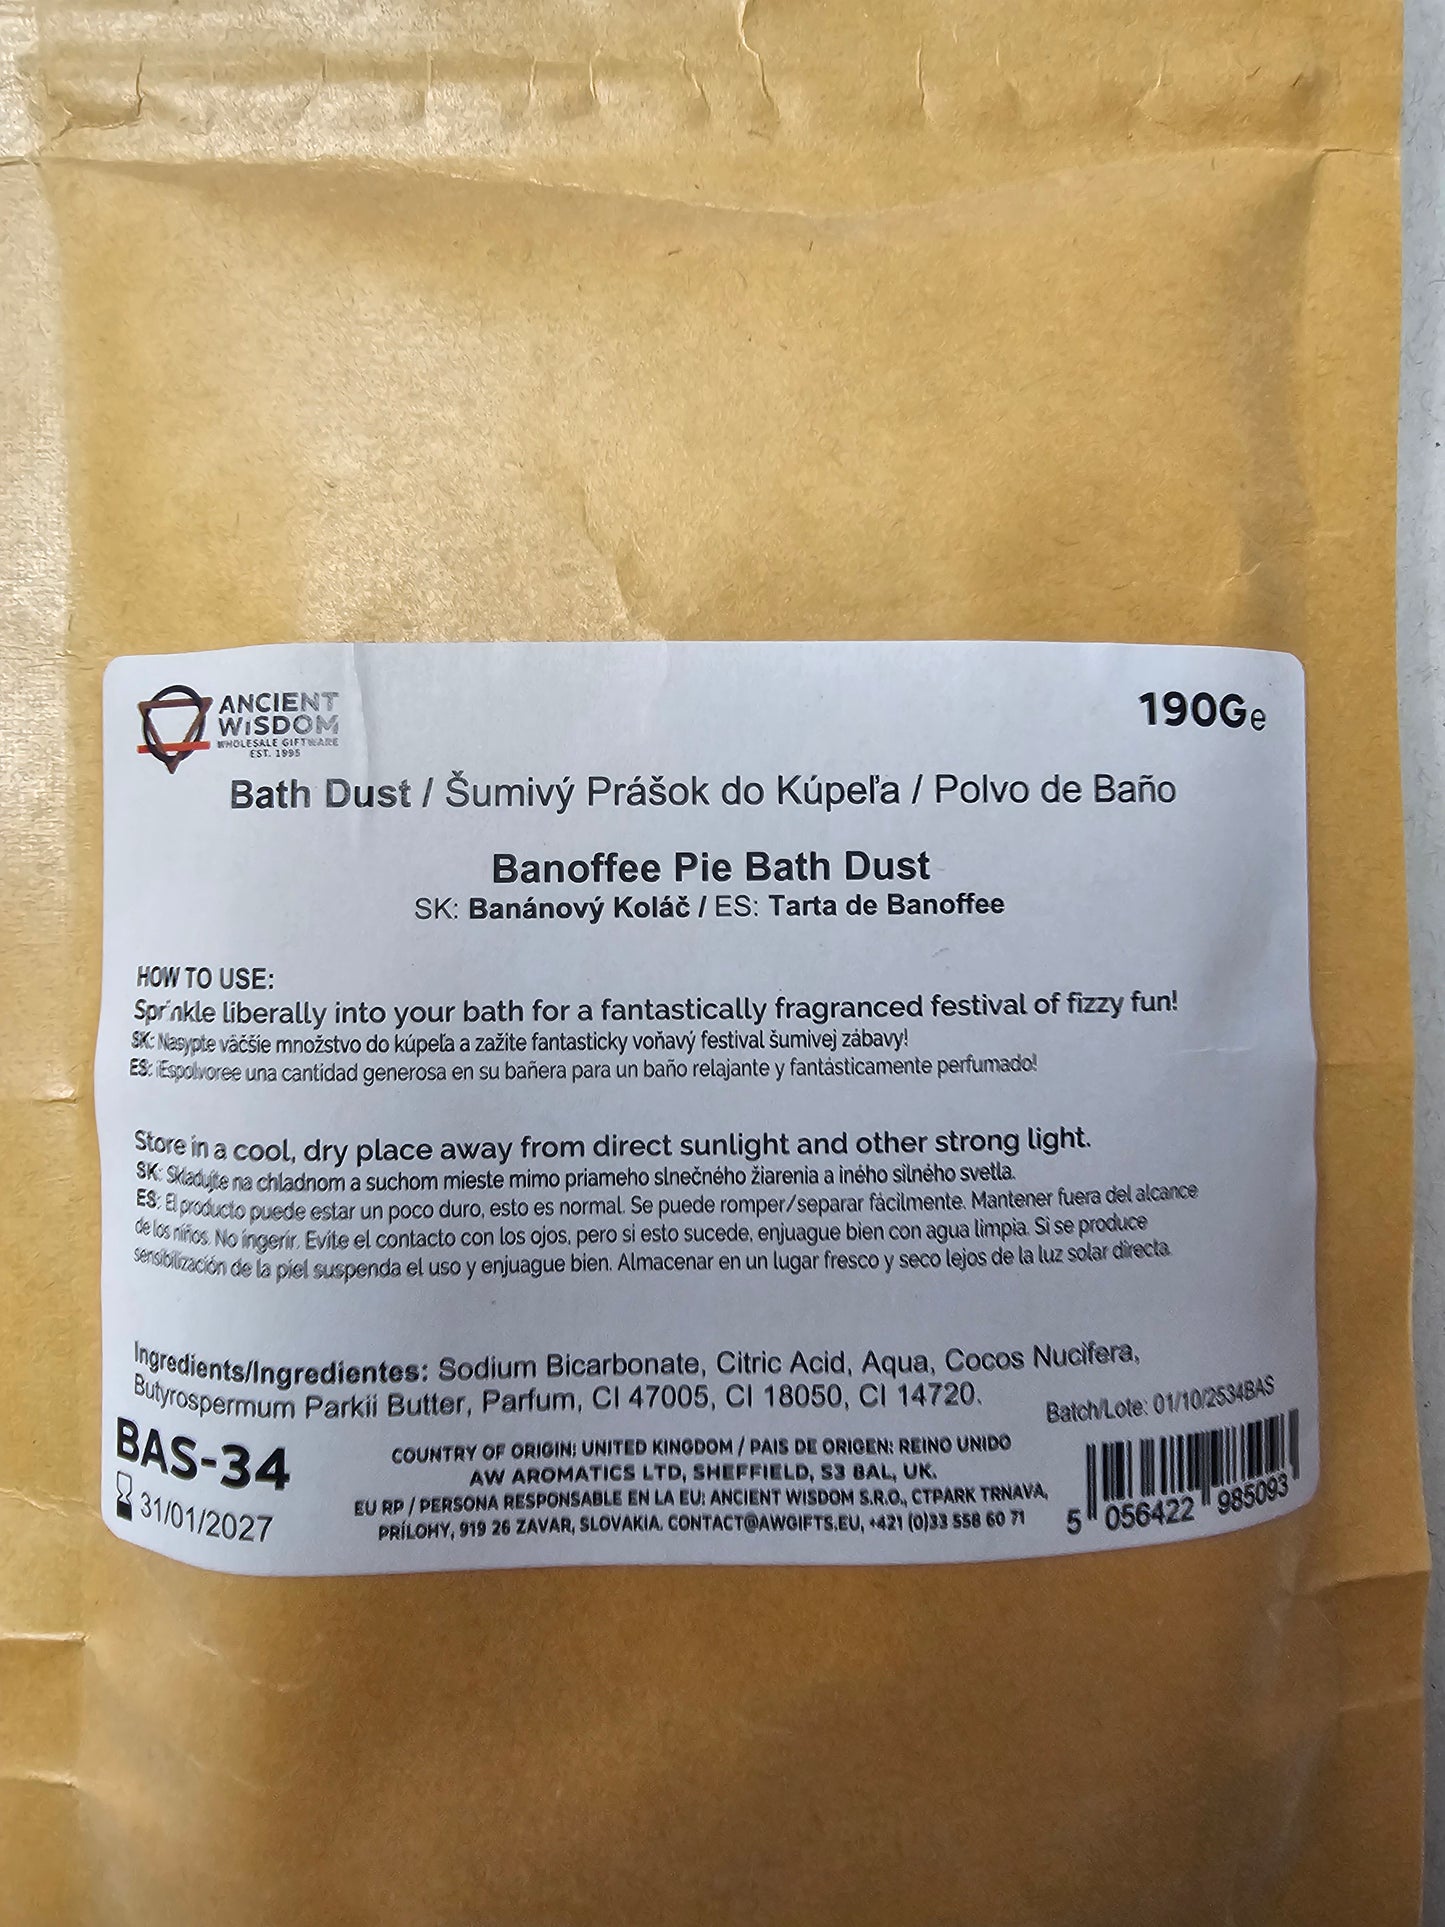 ANCIENT
WiSDOM
WHOLESALE GIFTWARE
EST. 1995
190Ge
Bath Dust / Šumivý Prášok do Kúpeľa / Polvo de Baño
Banoffee Pie Bath Dust
SK: Banánový Koláč / ES: Tarta de Banoffee
HOW TO USE:
Sprinkle liberally into your bath for a fantastically fragranced festival of fizzy fun!
SK: Nasypte väčšie množstvo do kúpeľa a zažite fantasticky voňavý festival šumivej zábavy!
ES: ¡Espolvoree una cantidad generosa en su bañera para un baño relajante y fantásticamente perfumado!
Store in a cool, dry place away from direct sunlight and other strong light.
SK: Skladujte na chladnom a suchom mieste mimo priameho slnečného žiarenia a iného silného svetla.
ES: El producto puede estar un poco duro, esto es normal. Se puede romper/separar fácilmente. Mantener fuera del alcance
de los niños. No ingerir. Evite el contacto con los ojos, pero si esto sucede, enjuague bien con agua limpia. Si se produce
sensibilización de la piel suspenda el uso y enjuague bien. Almacenar en un lugar fresco y seco lejos de la luz solar directa.
Ingredients/Ingredientes: Sodium Bicarbonate, Citric Acid, Aqua, Cocos Nucifera,
Butyrospermum Parkii Butter, Parfum, CI 47005, CI 18050, CI 14720.
Batch/Lote: 01/10/2534BAS
BAS-34
31/01/2027
COUNTRY OF ORIGIN: UNITED KINGDOM / PAIS DE ORIGEN: REINO UNIDO
AW AROMATICS LTD, SHEFFIELD, S3 8AL, UK.
EU RP / PERSONA RESPONSABLE EN LA EU: ANCIENT WISDOM S.R.O., CTPARK TRNAVA,
PRÍLOHY, 919 26 ZAVAR, SLOVAKIA. CONTACT@AWGIFTS.EU, +421 (0)33 558 60 71
5 056422 985093